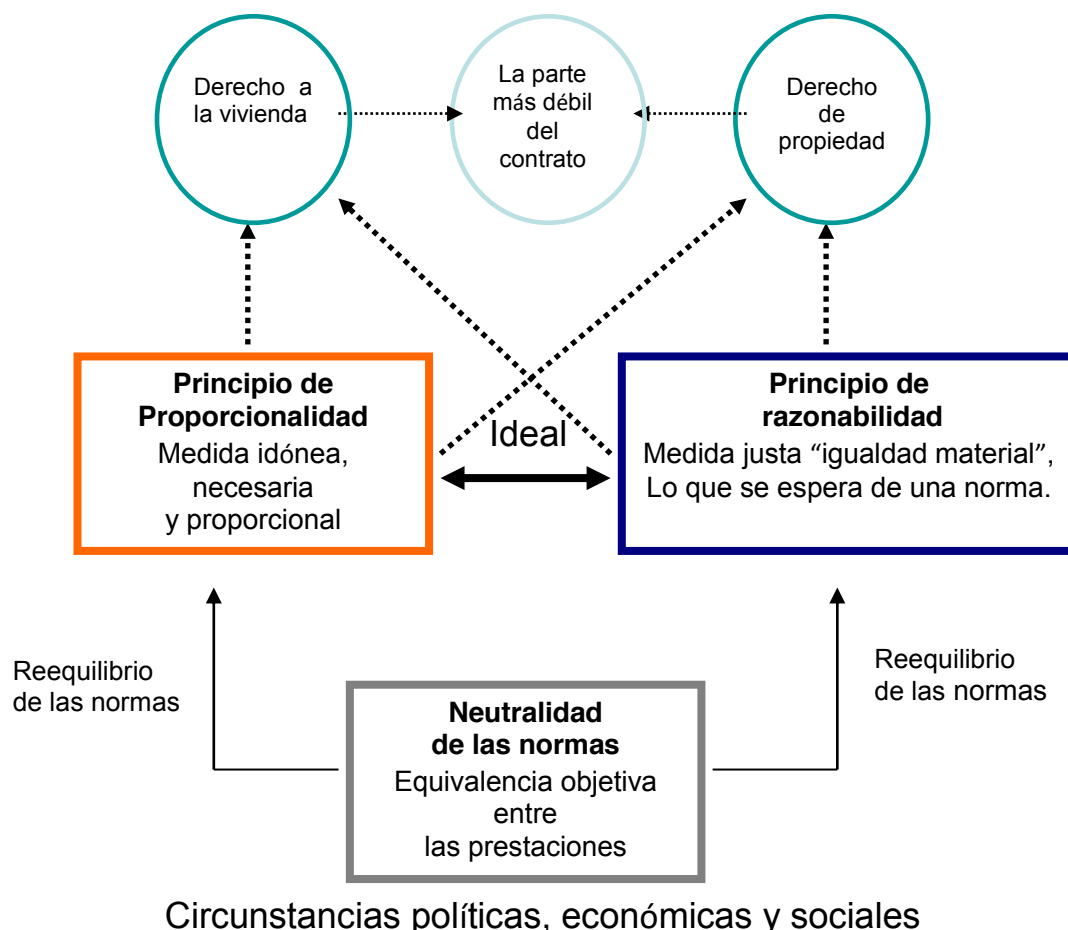 Derecho a
la vivienda
La parte
más débil
del
contrato
Derecho
de
propiedad
Principio de
Proporcionalidad
Medida idónea,
necesaria
y proporcional
Ideal
Principio de
razonabilidad
Medida justa “igualdad material”,
Lo que se espera de una norma.
Reequilibrio
de las normas
Neutralidad
de las normas
Equivalencia objetiva
entre
las prestaciones
Reequilibrio
de las normas
Circunstancias políticas, económicas y sociales